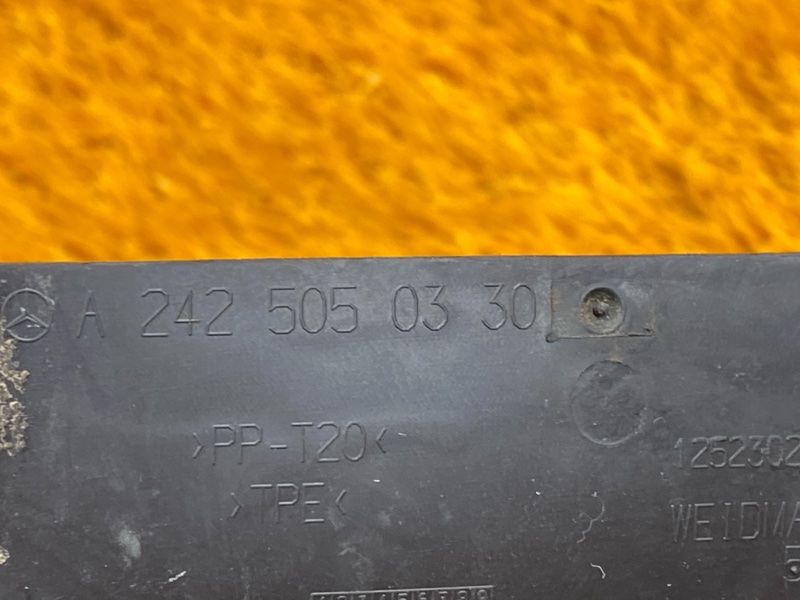 A 242 505 03 30
>PP-T20<
>TPE<
1252302
WEIDMA